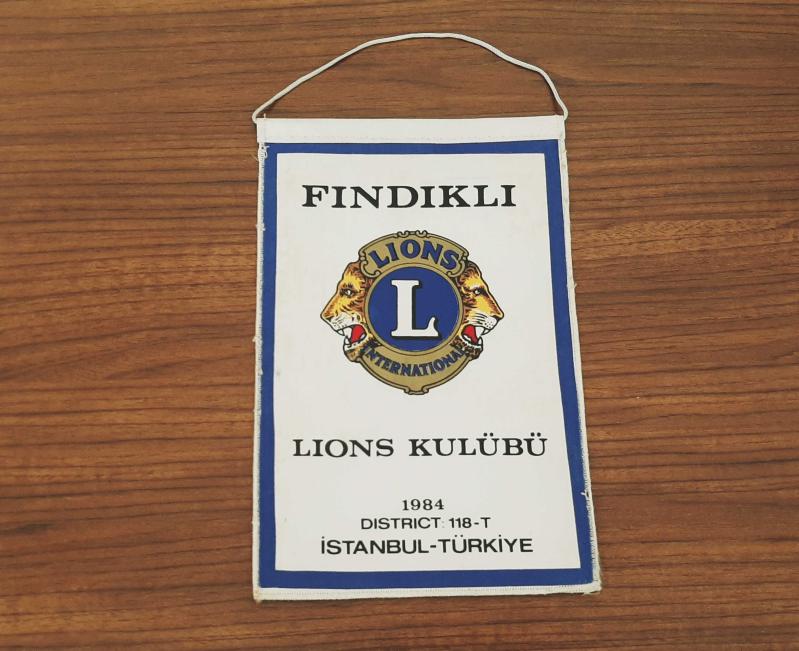 FINDIKLI
LIONS
L
INTERNATIONAL
LIONS KULÜBÜ
1984
DISTRICT: 118-T
İSTANBUL-TÜRKİYE